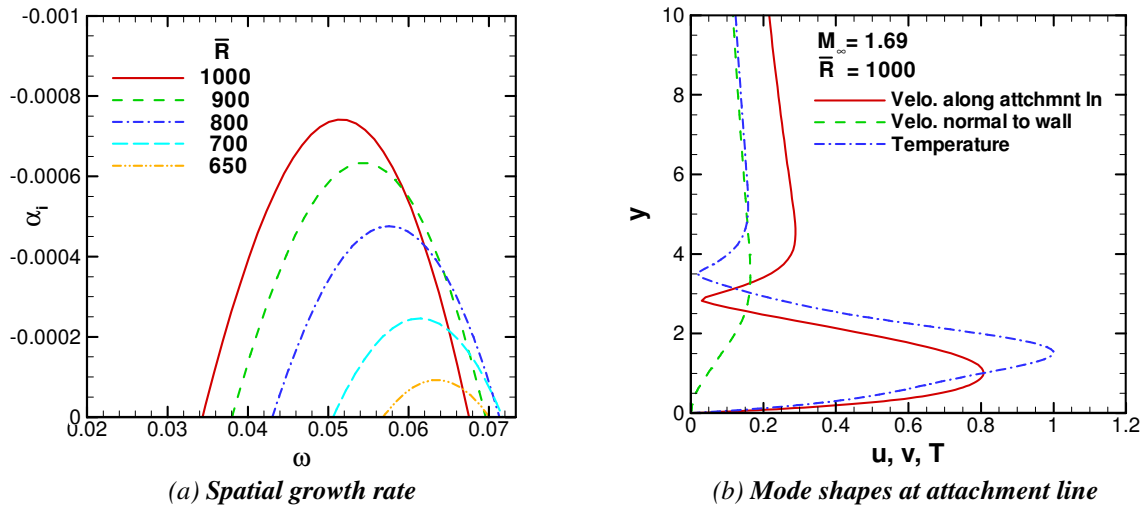 -0.001
-0.0008
-0.0006
-0.0004
-0.0002
0
αi
R̅
1000
900
800
700
650
0.02 0.03 0.04 0.05 0.06 0.07
ω
(a) Spatial growth rate
10
8
6
4
2
0
y
M∞= 1.69
R̅ = 1000
Velo. along attchmnt ln
Velo. normal to wall
Temperature
0 0.2 0.4 0.6 0.8 1 1.2
u, v, T
(b) Mode shapes at attachment line